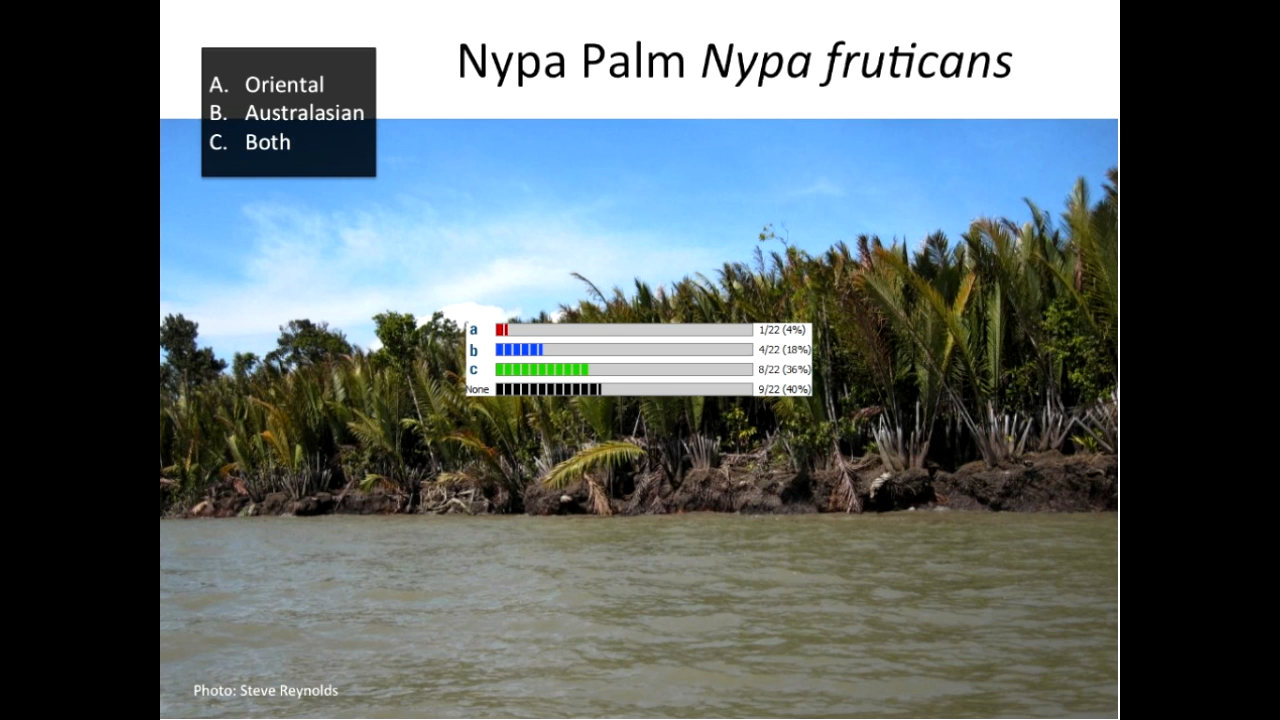 Nypa Palm Nypa fruticans
A. Oriental
B. Australasian
C. Both
a 1/22 (4%)
b 4/22 (18%)
c 8/22 (36%)
None 9/22 (40%)
Photo: Steve Reynolds